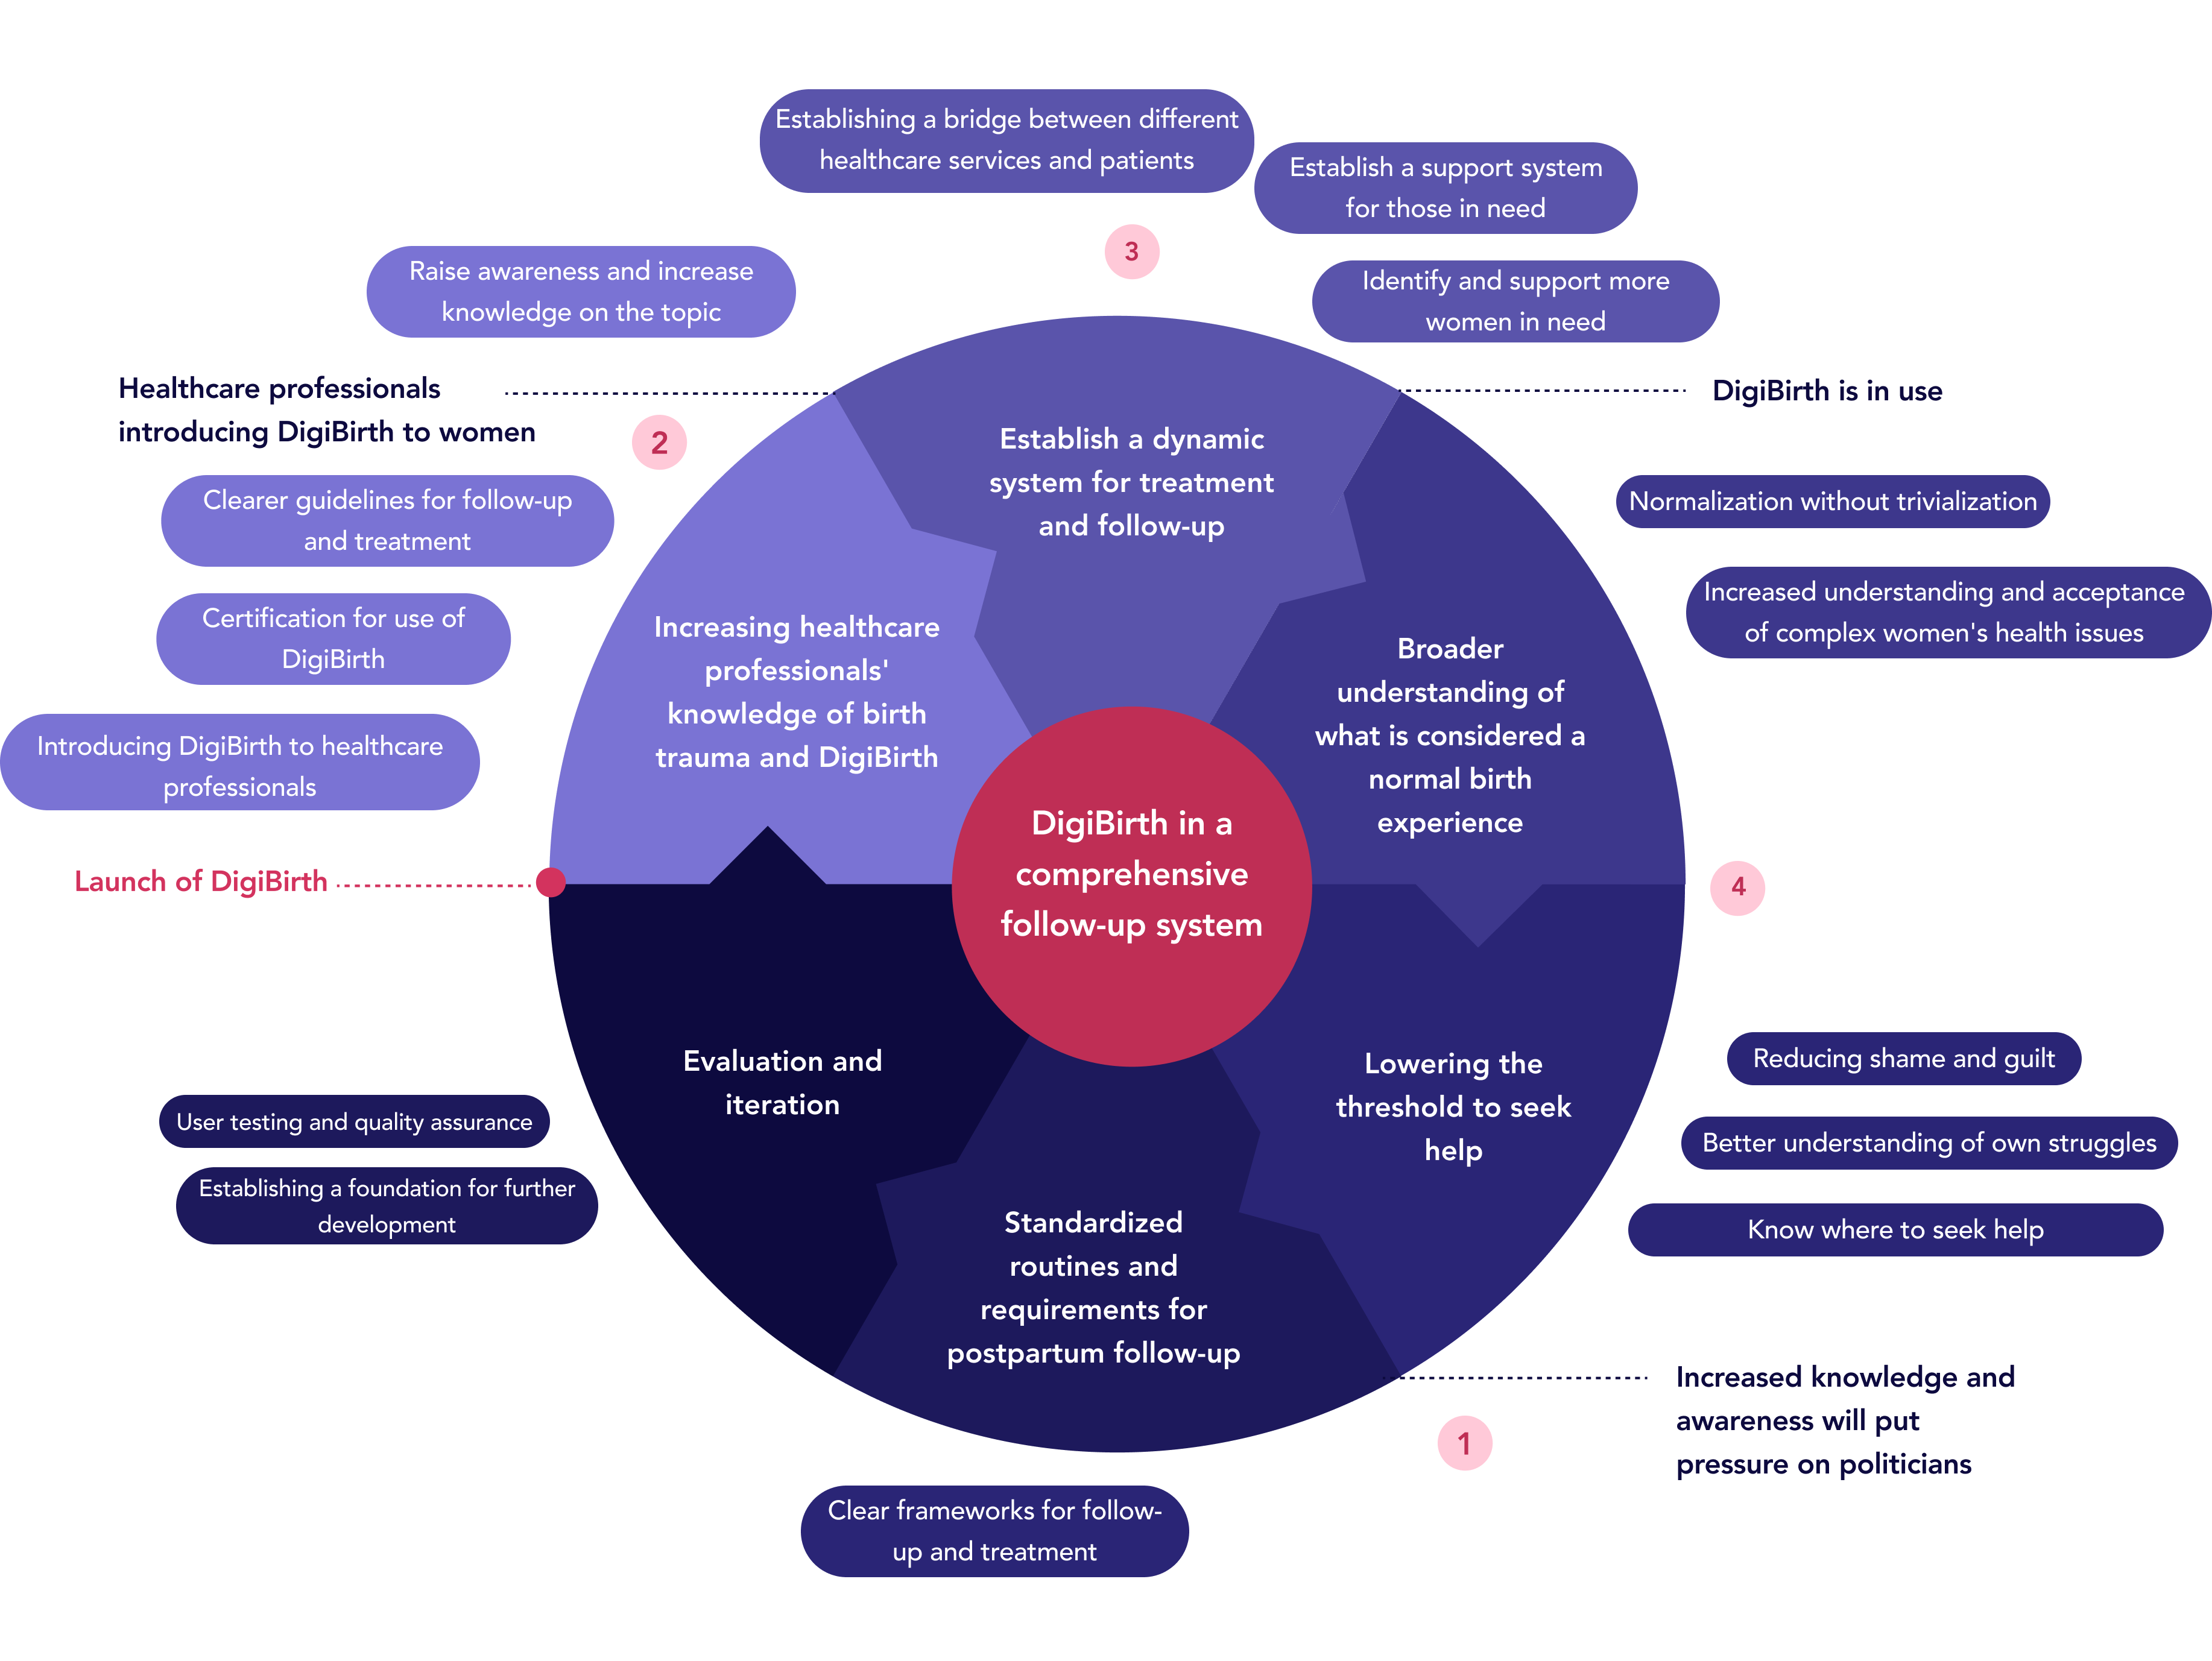 Establishing a bridge between different
healthcare services and patients
Establish a support system
for those in need
3
Identify and support more
women in need
Raise awareness and increase
knowledge on the topic
Healthcare professionals
introducing DigiBirth to women
2
DigiBirth is in use
Clearer guidelines for follow-up
and treatment
Certification for use of
DigiBirth
Introducing DigiBirth to healthcare
professionals
Launch of DigiBirth
Establish a dynamic
system for treatment
and follow-up
Increasing healthcare
professionals'
knowledge of birth
trauma and DigiBirth
Broader
understanding of
what is considered a
normal birth
experience
Normalization without trivialization
Increased understanding and acceptance
of complex women's health issues
DigiBirth in a
comprehensive
follow-up system
4
Evaluation and
iteration
Lowering the
threshold to seek
help
Reducing shame and guilt
Better understanding of own struggles
Know where to seek help
User testing and quality assurance
Establishing a foundation for further
development
Standardized
routines and
requirements for
postpartum follow-up
Increased knowledge and
awareness will put
pressure on politicians
1
Clear frameworks for follow-
up and treatment